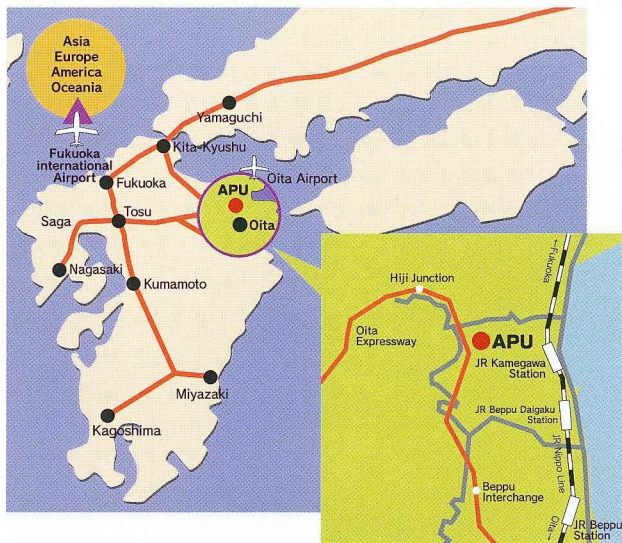 Asia
Europe
America
Oceania
Fukuoka
international
Airport
Yamaguchi
Kita-Kyushu
Oita Airport
Fukuoka
APU
Oita
Saga
Tosu
Nagasaki
Kumamoto
Miyazaki
Kagoshima
←Fukuoka
Hiji Junction
Oita
Expressway
APU
JR Kamegawa
Station
JR Beppu Daigaku
Station
JR Nippo Line
Beppu
Interchange
Oita→
JR Beppu
Station